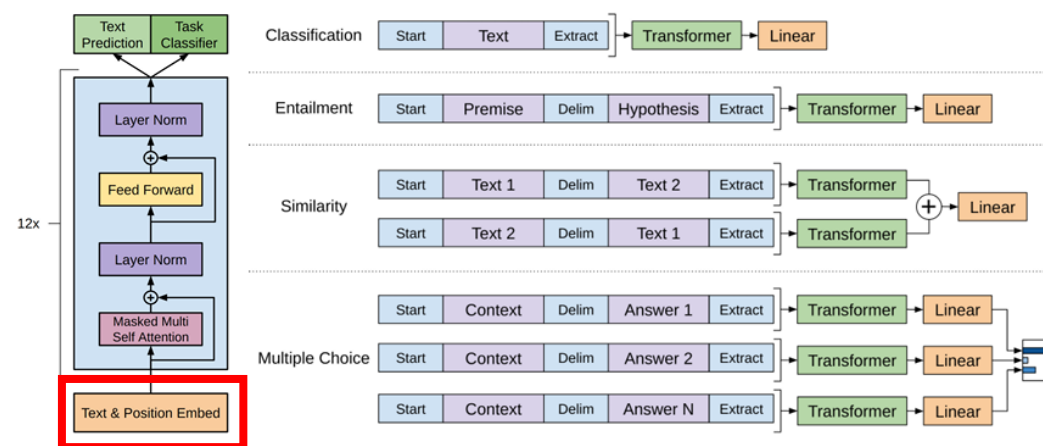 Text
Prediction
Task
Classifier
Layer Norm
+
Feed Forward
12x
Layer Norm
+
Masked Multi
Self Attention
Text & Position Embed
Classification
Start Text Extract Transformer Linear
Entailment
Start Premise Delim Hypothesis Extract Transformer Linear
Similarity
Start Text 1 Delim Text 2 Extract Transformer
+ Linear
Start Text 2 Delim Text 1 Extract Transformer
Multiple Choice
Start Context Delim Answer 1 Extract Transformer Linear
Start Context Delim Answer 2 Extract Transformer Linear
Start Context Delim Answer N Extract Transformer Linear